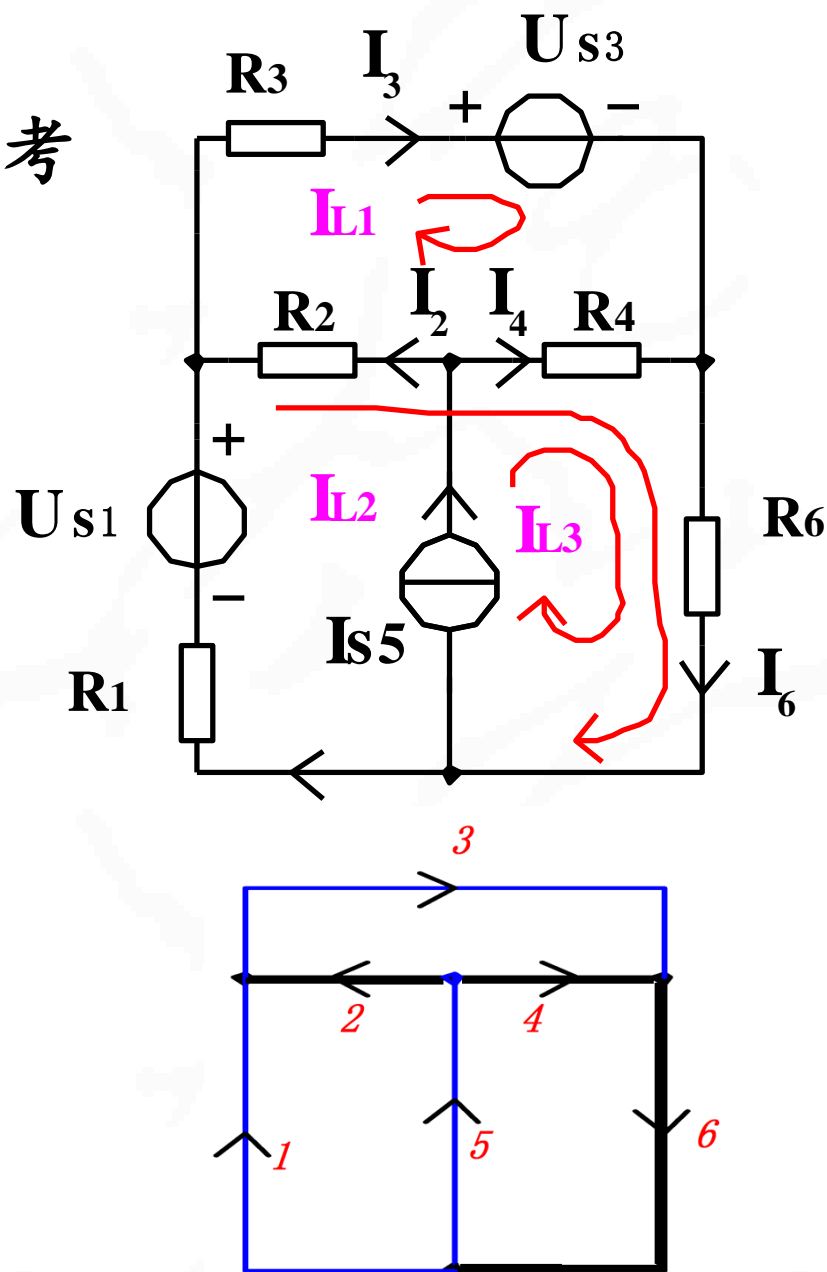 Us3
I3
R3
+ −
考
IL1
I2 I4
R2 R4
+
Us1
IL2
IL3
R6
−
Is5
R1
I6
3
2 4
1 5 6